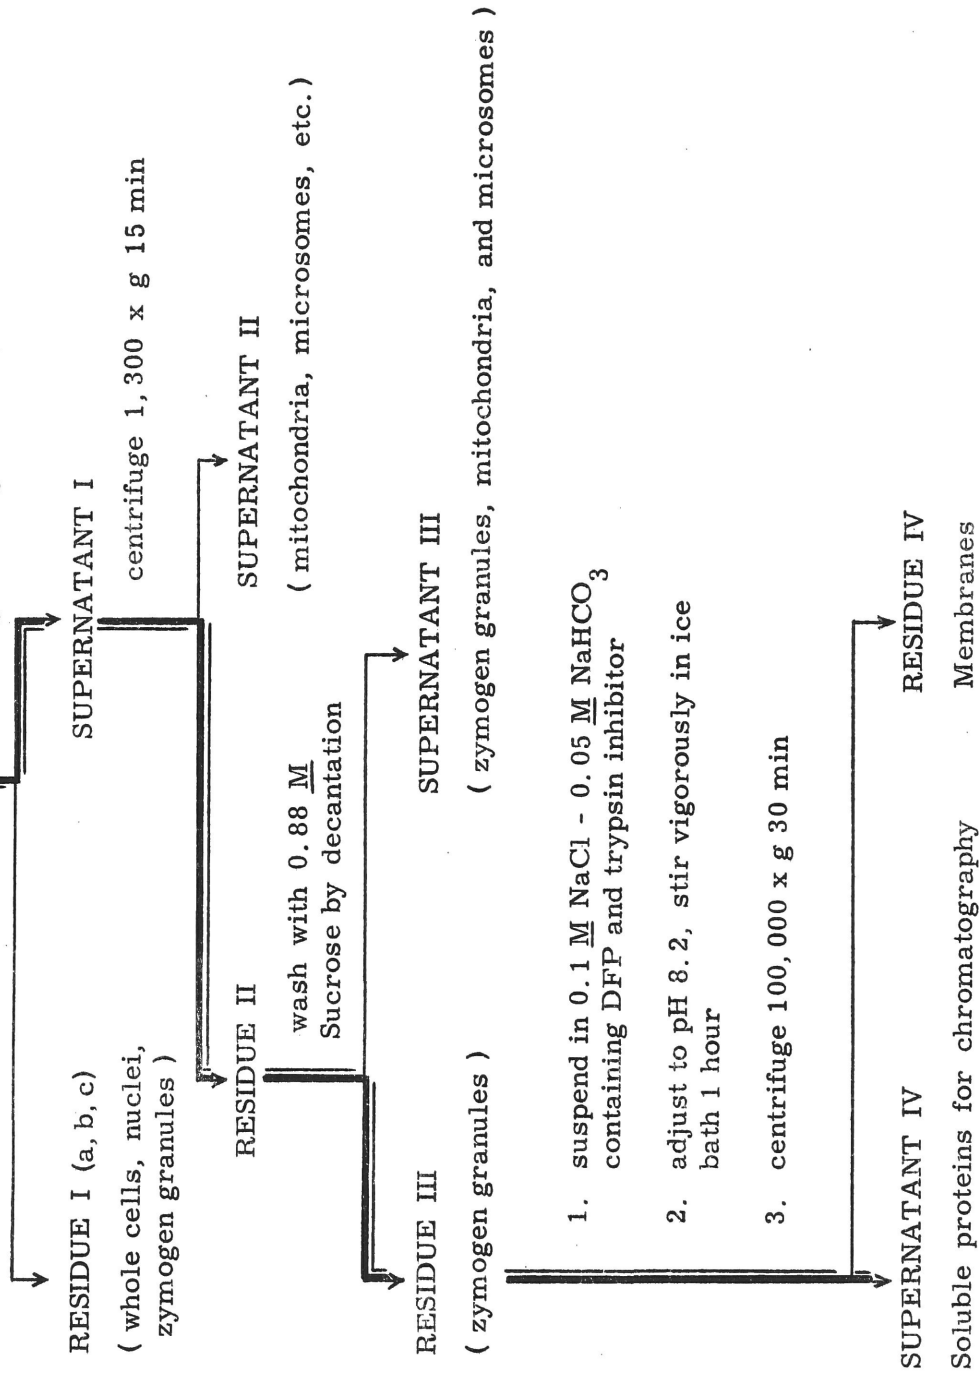 RESIDUE I (a, b, c)
( whole cells, nuclei,
zymogen granules )
SUPERNATANT I
centrifuge 1,300 x g 15 min
RESIDUE II
wash with 0.88 M
Sucrose by decantation
SUPERNATANT II
( mitochondria, microsomes, etc.)
RESIDUE III
( zymogen granules )
SUPERNATANT III
( zymogen granules, mitochondria, and microsomes )
1. suspend in 0.1 M NaCl - 0.05 M NaHCO3
containing DFP and trypsin inhibitor
2. adjust to pH 8.2, stir vigorously in ice
bath 1 hour
3. centrifuge 100,000 x g 30 min
SUPERNATANT IV
Soluble proteins for chromatography
RESIDUE IV
Membranes